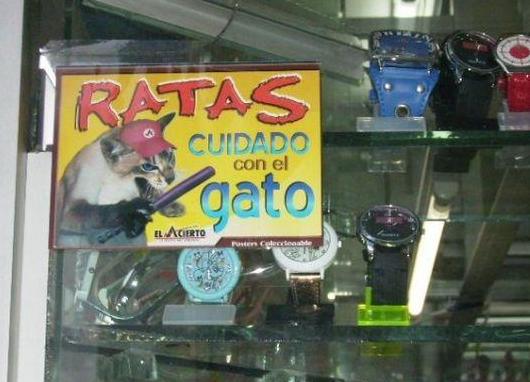 RATAS
CUIDADO
con el
gato
EL ACIERTO
Posters Coleccionable